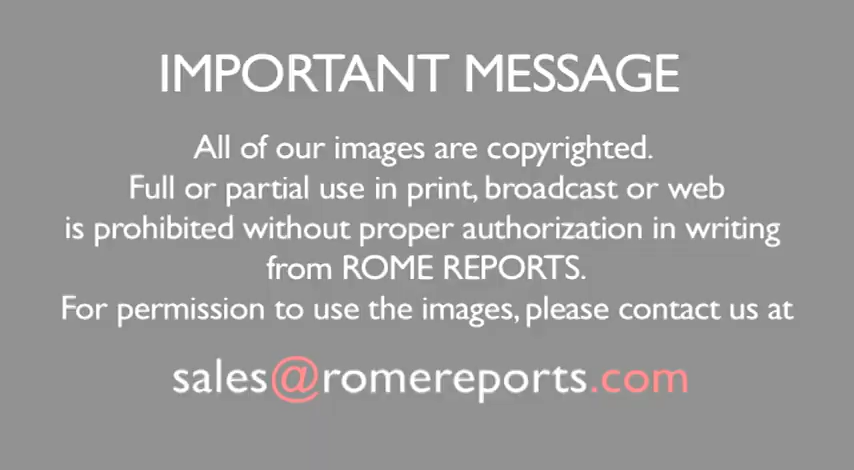 IMPORTANT MESSAGE
All of our images are copyrighted.
Full or partial use in print, broadcast or web
is prohibited without proper authorization in writing
from ROME REPORTS.
For permission to use the images, please contact us at
sales@romereports.com